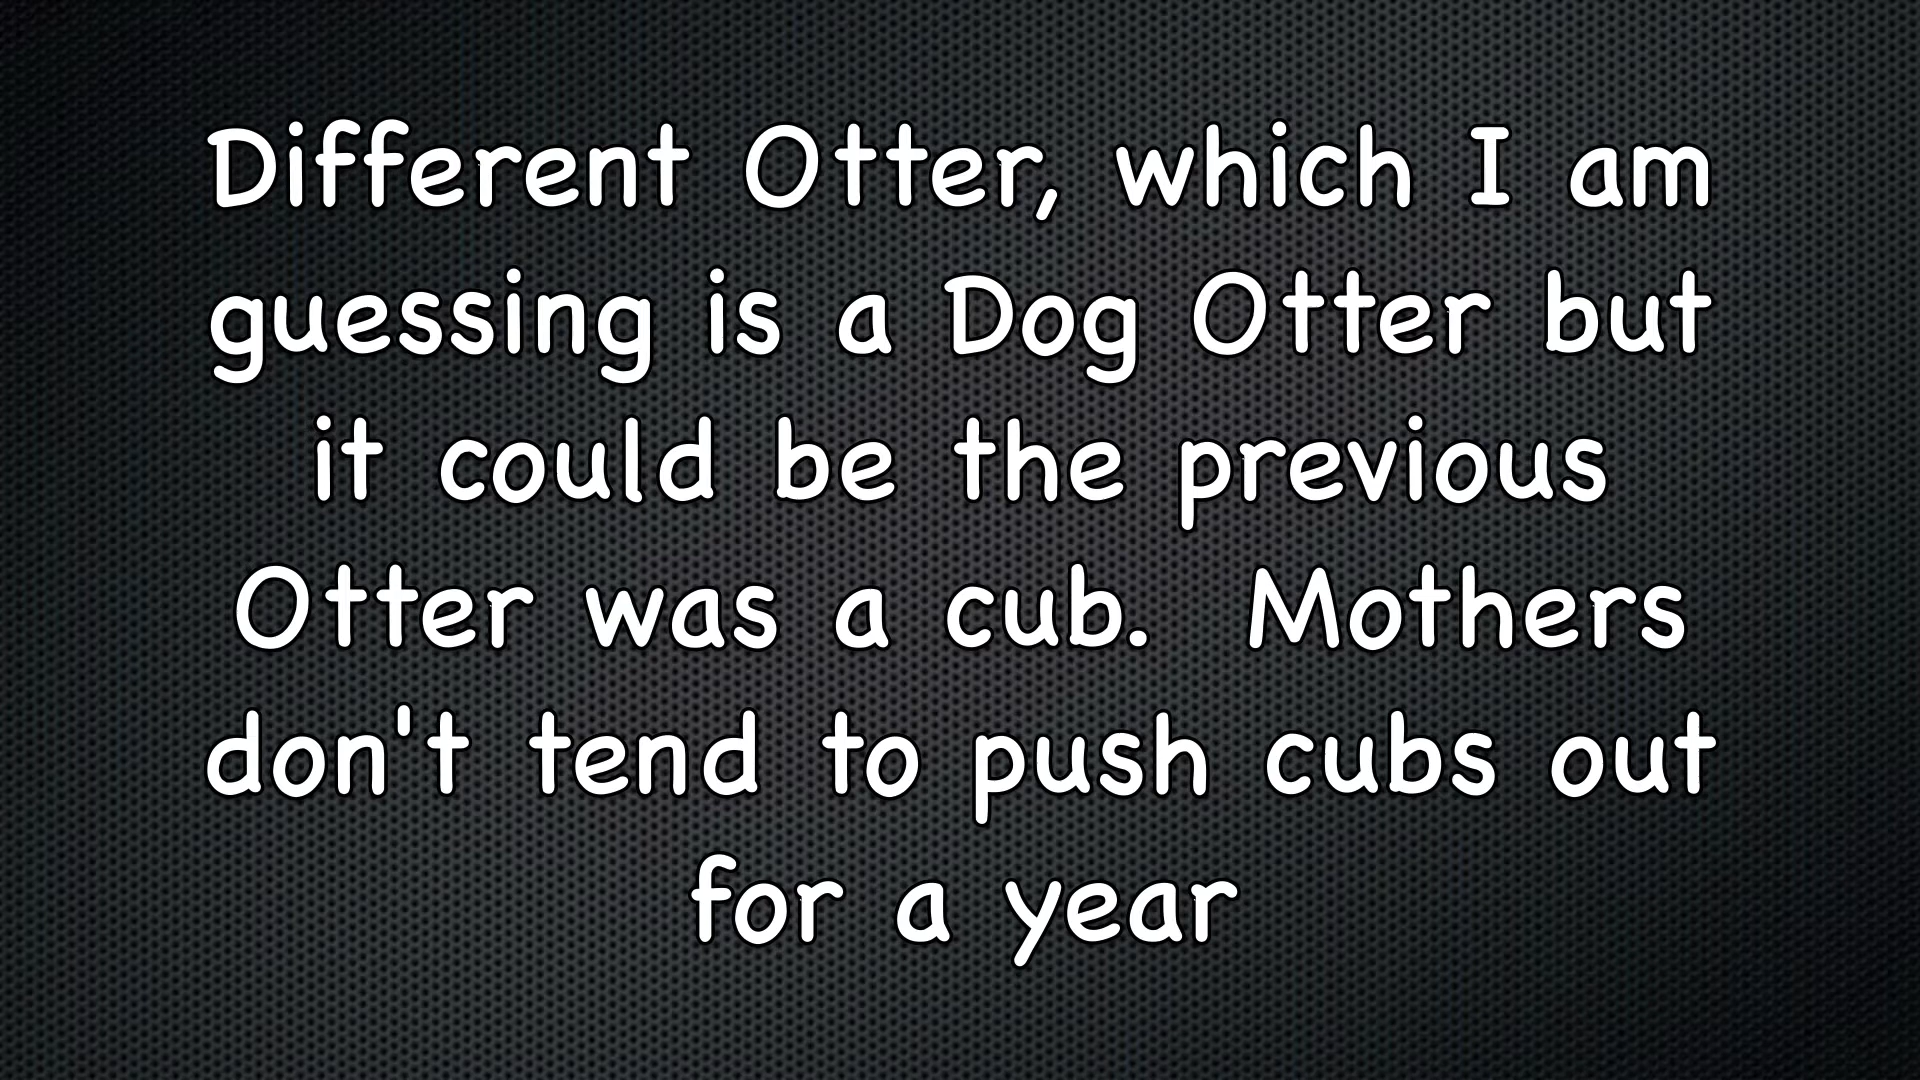 Different Otter, which I am
guessing is a Dog Otter but
it could be the previous
Otter was a cub.  Mothers
don't tend to push cubs out
for a year